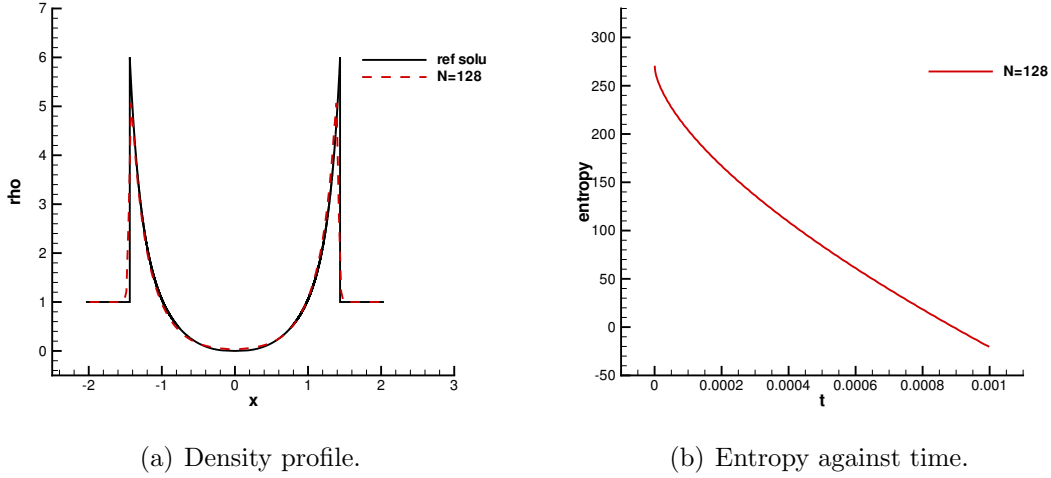 7
6
5
4
3
2
1
0
rho
-2 -1 0 1 2 3
x
ref solu
N=128
(a) Density profile.
300
250
200
150
100
50
0
-50
entropy
0 0.0002 0.0004 0.0006 0.0008 0.001
t
N=128
(b) Entropy against time.